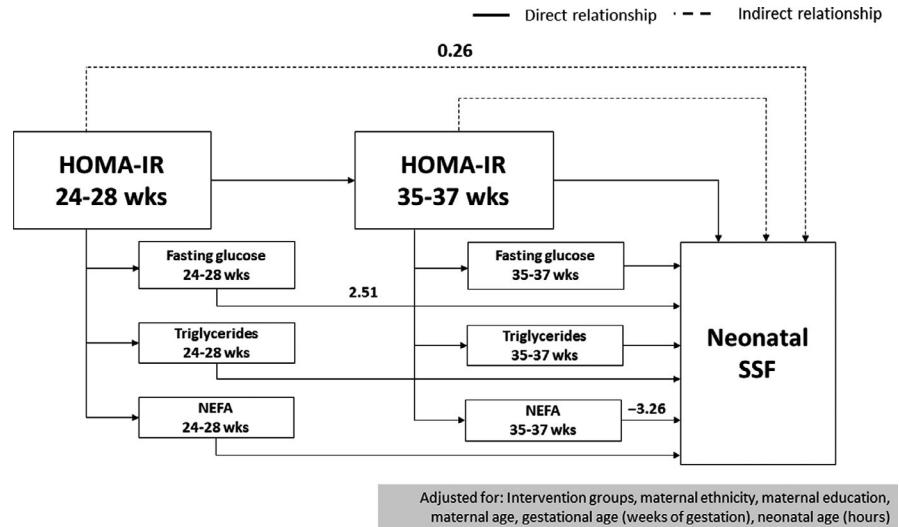 Direct relationship
Indirect relationship
0.26
HOMA-IR
24-28 wks
HOMA-IR
35-37 wks
Fasting glucose
24-28 wks
Fasting glucose
35-37 wks
2.51
Triglycerides
24-28 wks
Triglycerides
35-37 wks
NEFA
24-28 wks
NEFA
35-37 wks
−3.26
Neonatal
SSF
Adjusted for: Intervention groups, maternal ethnicity, maternal education,
maternal age, gestational age (weeks of gestation), neonatal age (hours)